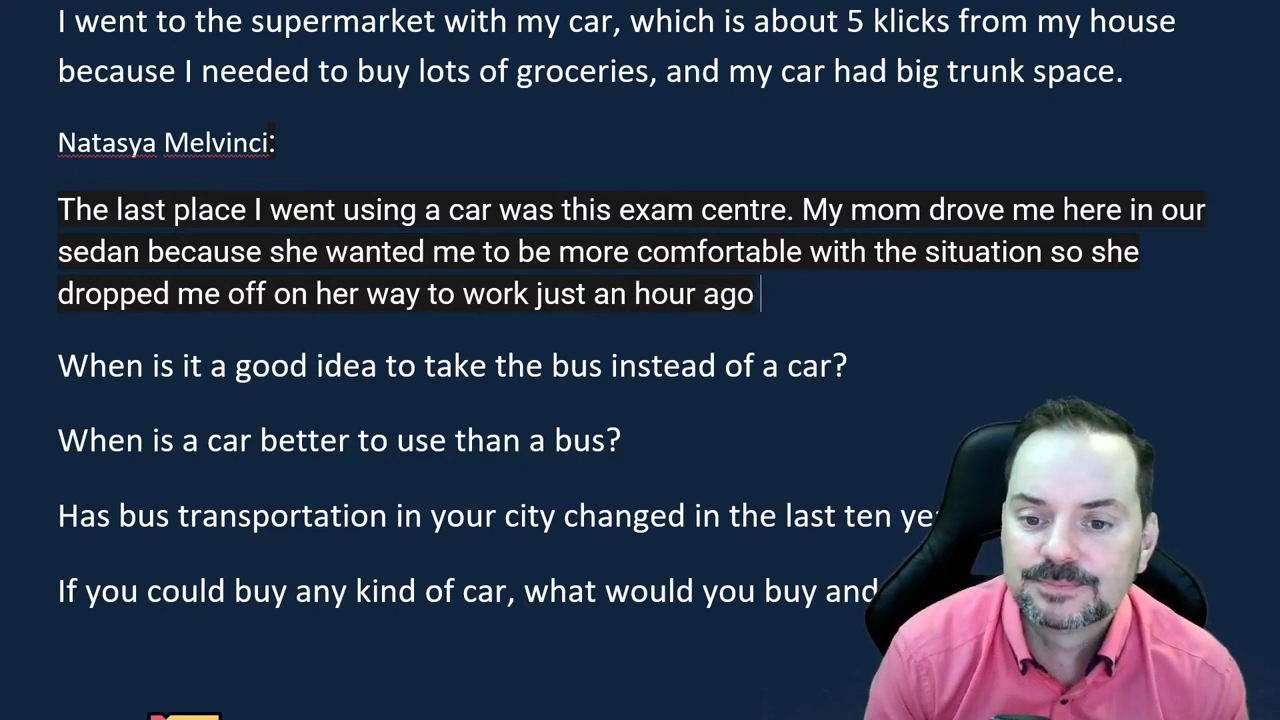 I went to the supermarket with my car, which is about 5 klicks from my house
because I needed to buy lots of groceries, and my car had big trunk space.
Natasya Melvinci:
The last place I went using a car was this exam centre. My mom drove me here in our
sedan because she wanted me to be more comfortable with the situation so she
dropped me off on her way to work just an hour ago
When is it a good idea to take the bus instead of a car?
When is a car better to use than a bus?
Has bus transportation in your city changed in the last ten
If you could buy any kind of car, what would you buy and